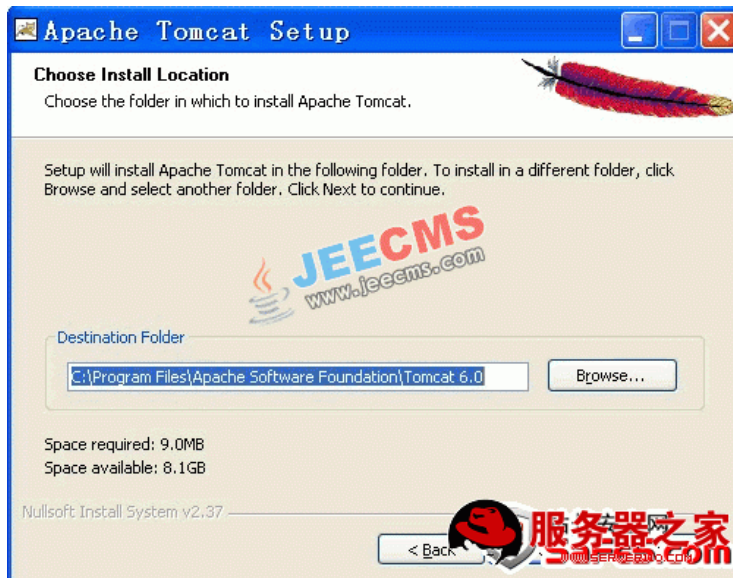 Apache Tomcat Setup
Choose Install Location
Choose the folder in which to install Apache Tomcat.
Setup will install Apache Tomcat in the following folder. To install in a different folder, click
Browse and select another folder. Click Next to continue.
JEECMS
www.jeecms.com
Destination Folder
C:\Program Files\Apache Software Foundation\Tomcat 6.0
Browse...
Space required: 9.0MB
Space available: 8.1GB
Nullsoft Install System v2.37
服务器之家
< Back